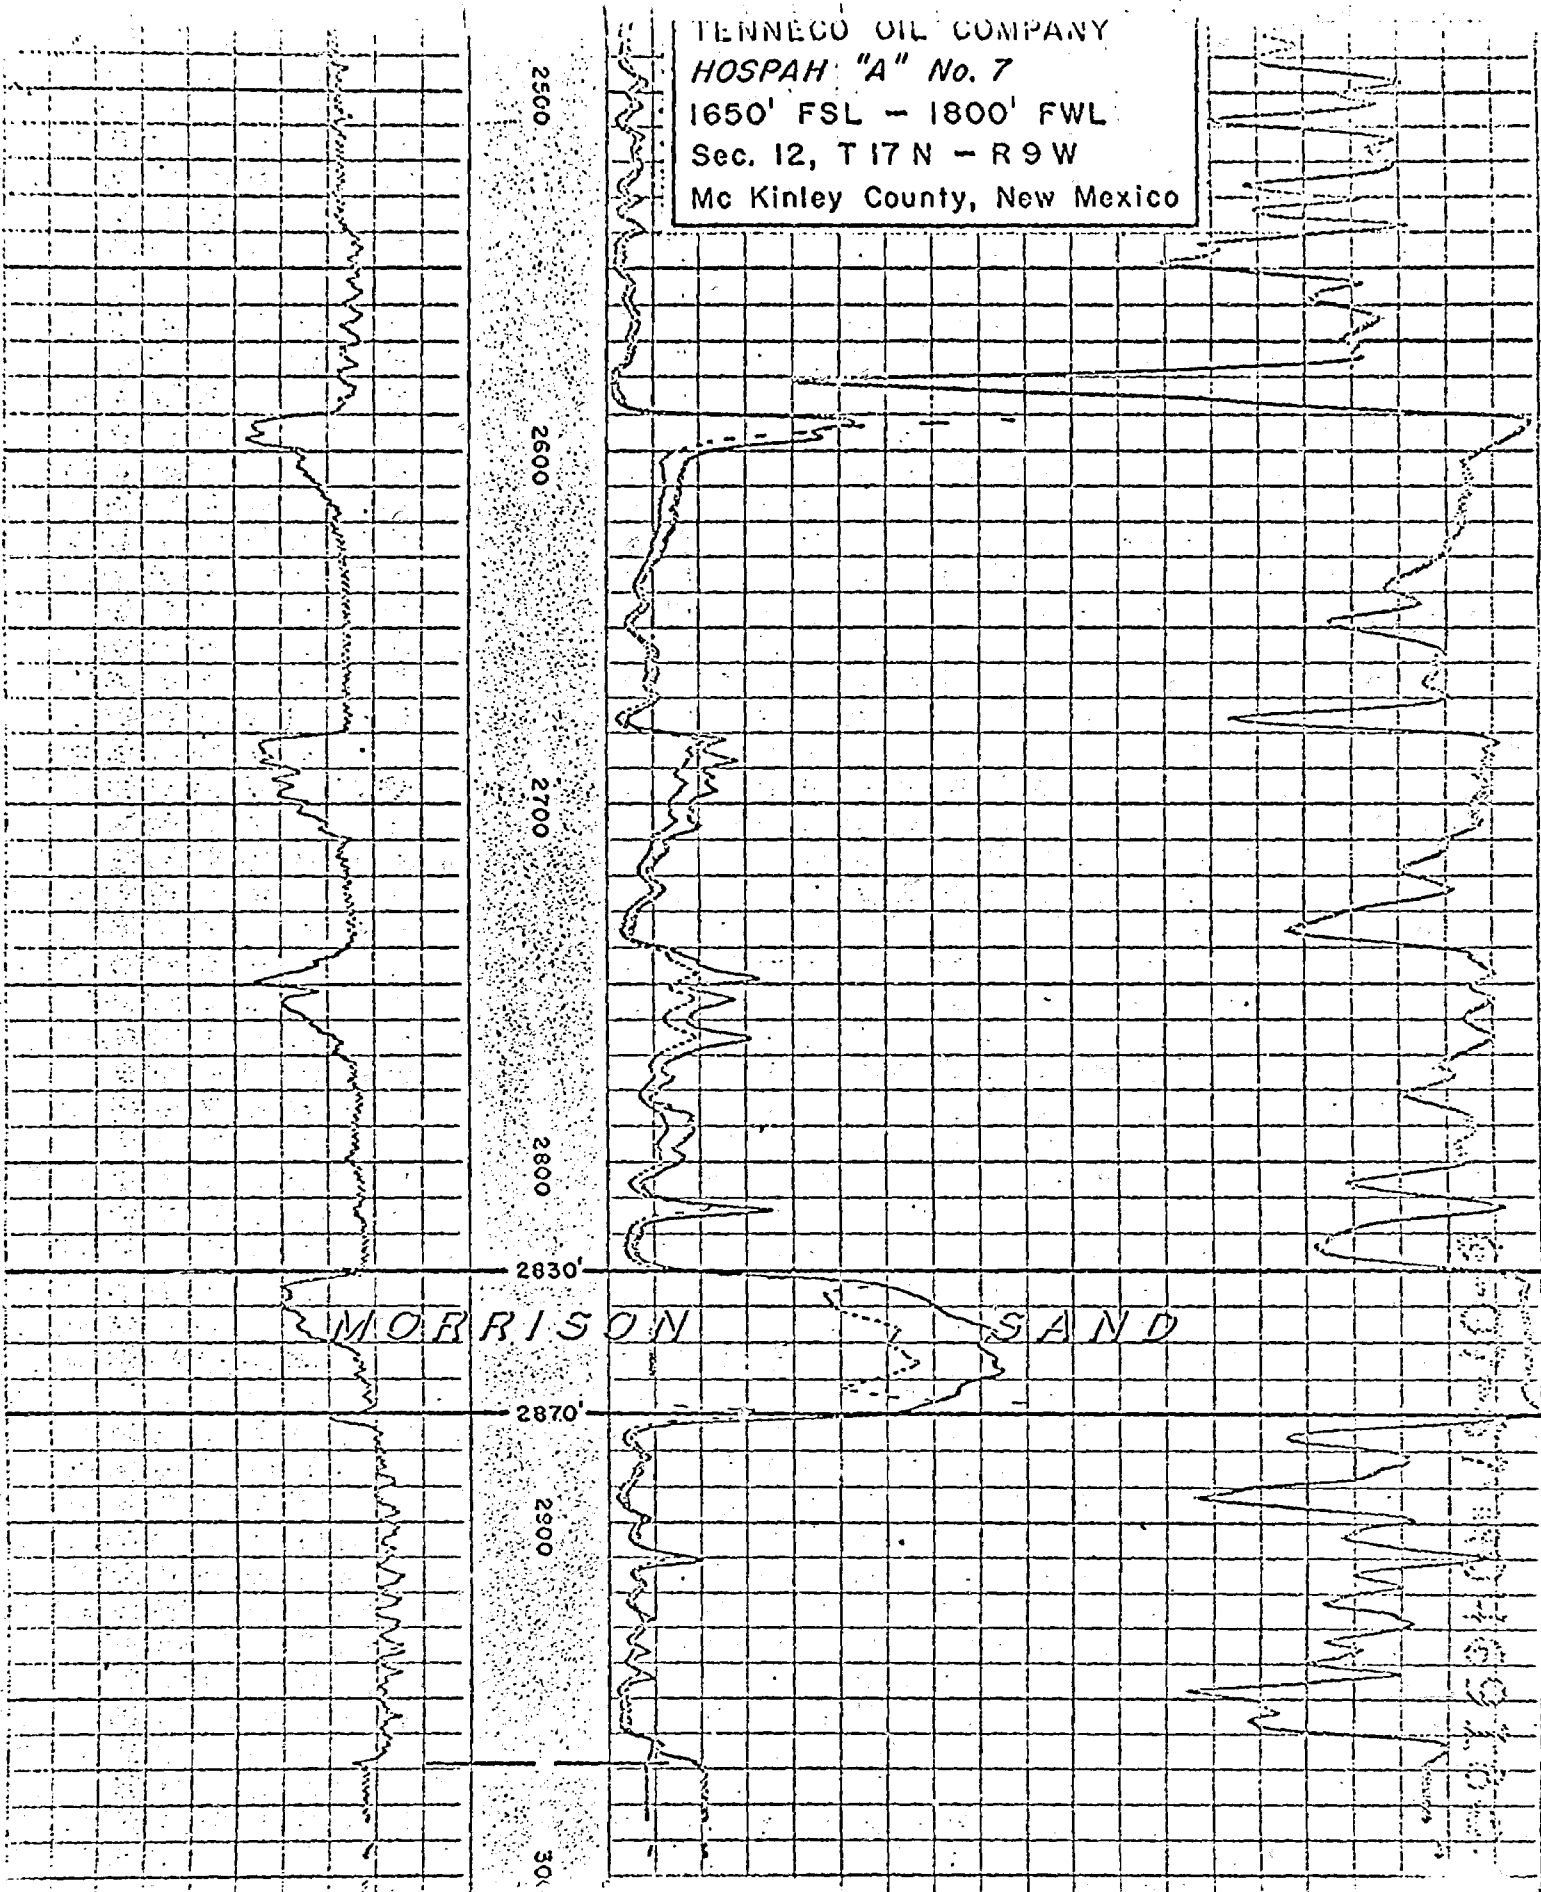 TENNECO OIL COMPANY
HOSPAH "A" No. 7
1650' FSL - 1800' FWL
Sec. 12, T 17 N - R 9 W
Mc Kinley County, New Mexico
2500
2600
2700
2800
2830'
MORRISON SAND
2870'
2900